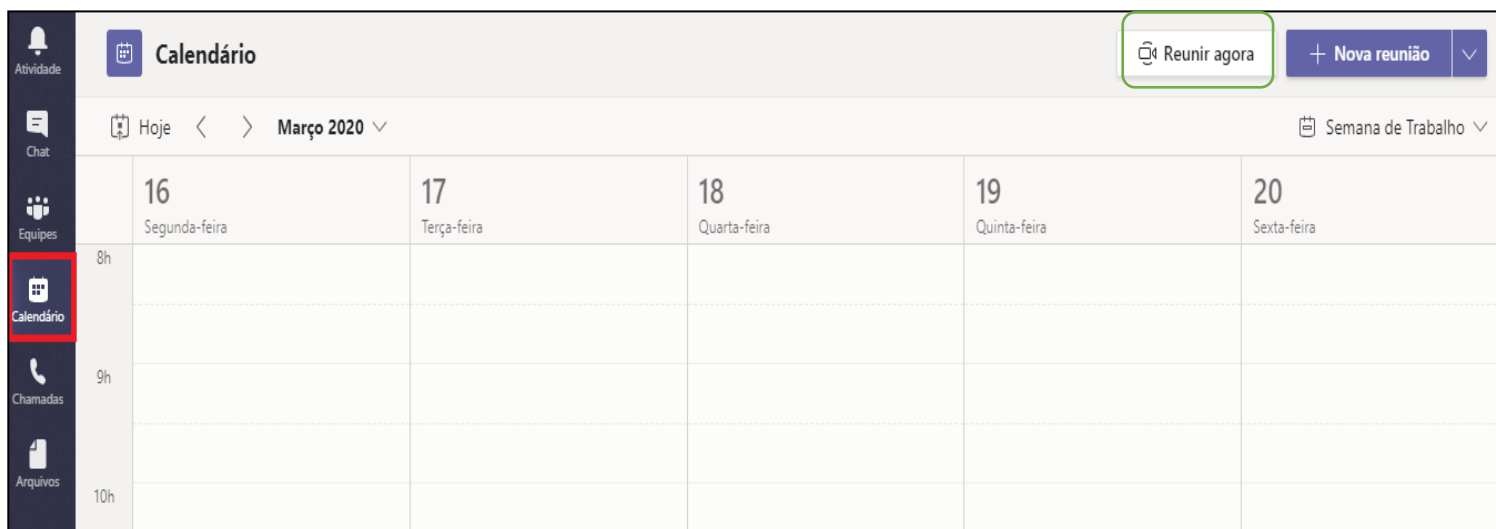 Atividade
Chat
Equipes
Calendário
Chamadas
Arquivos
Calendário
Reunir agora
Nova reunião
Hoje
Março 2020
Semana de Trabalho
16
Segunda-feira
17
Terça-feira
18
Quarta-feira
19
Quinta-feira
20
Sexta-feira
8h
9h
10h